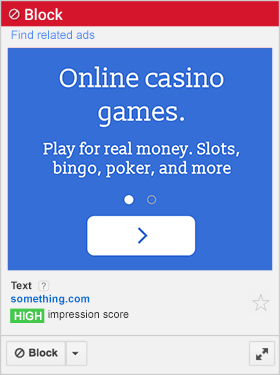 Block
Find related ads
Online casino
games.
Play for real money. Slots,
bingo, poker, and more
Text ?
something.com
HIGH impression score
Block